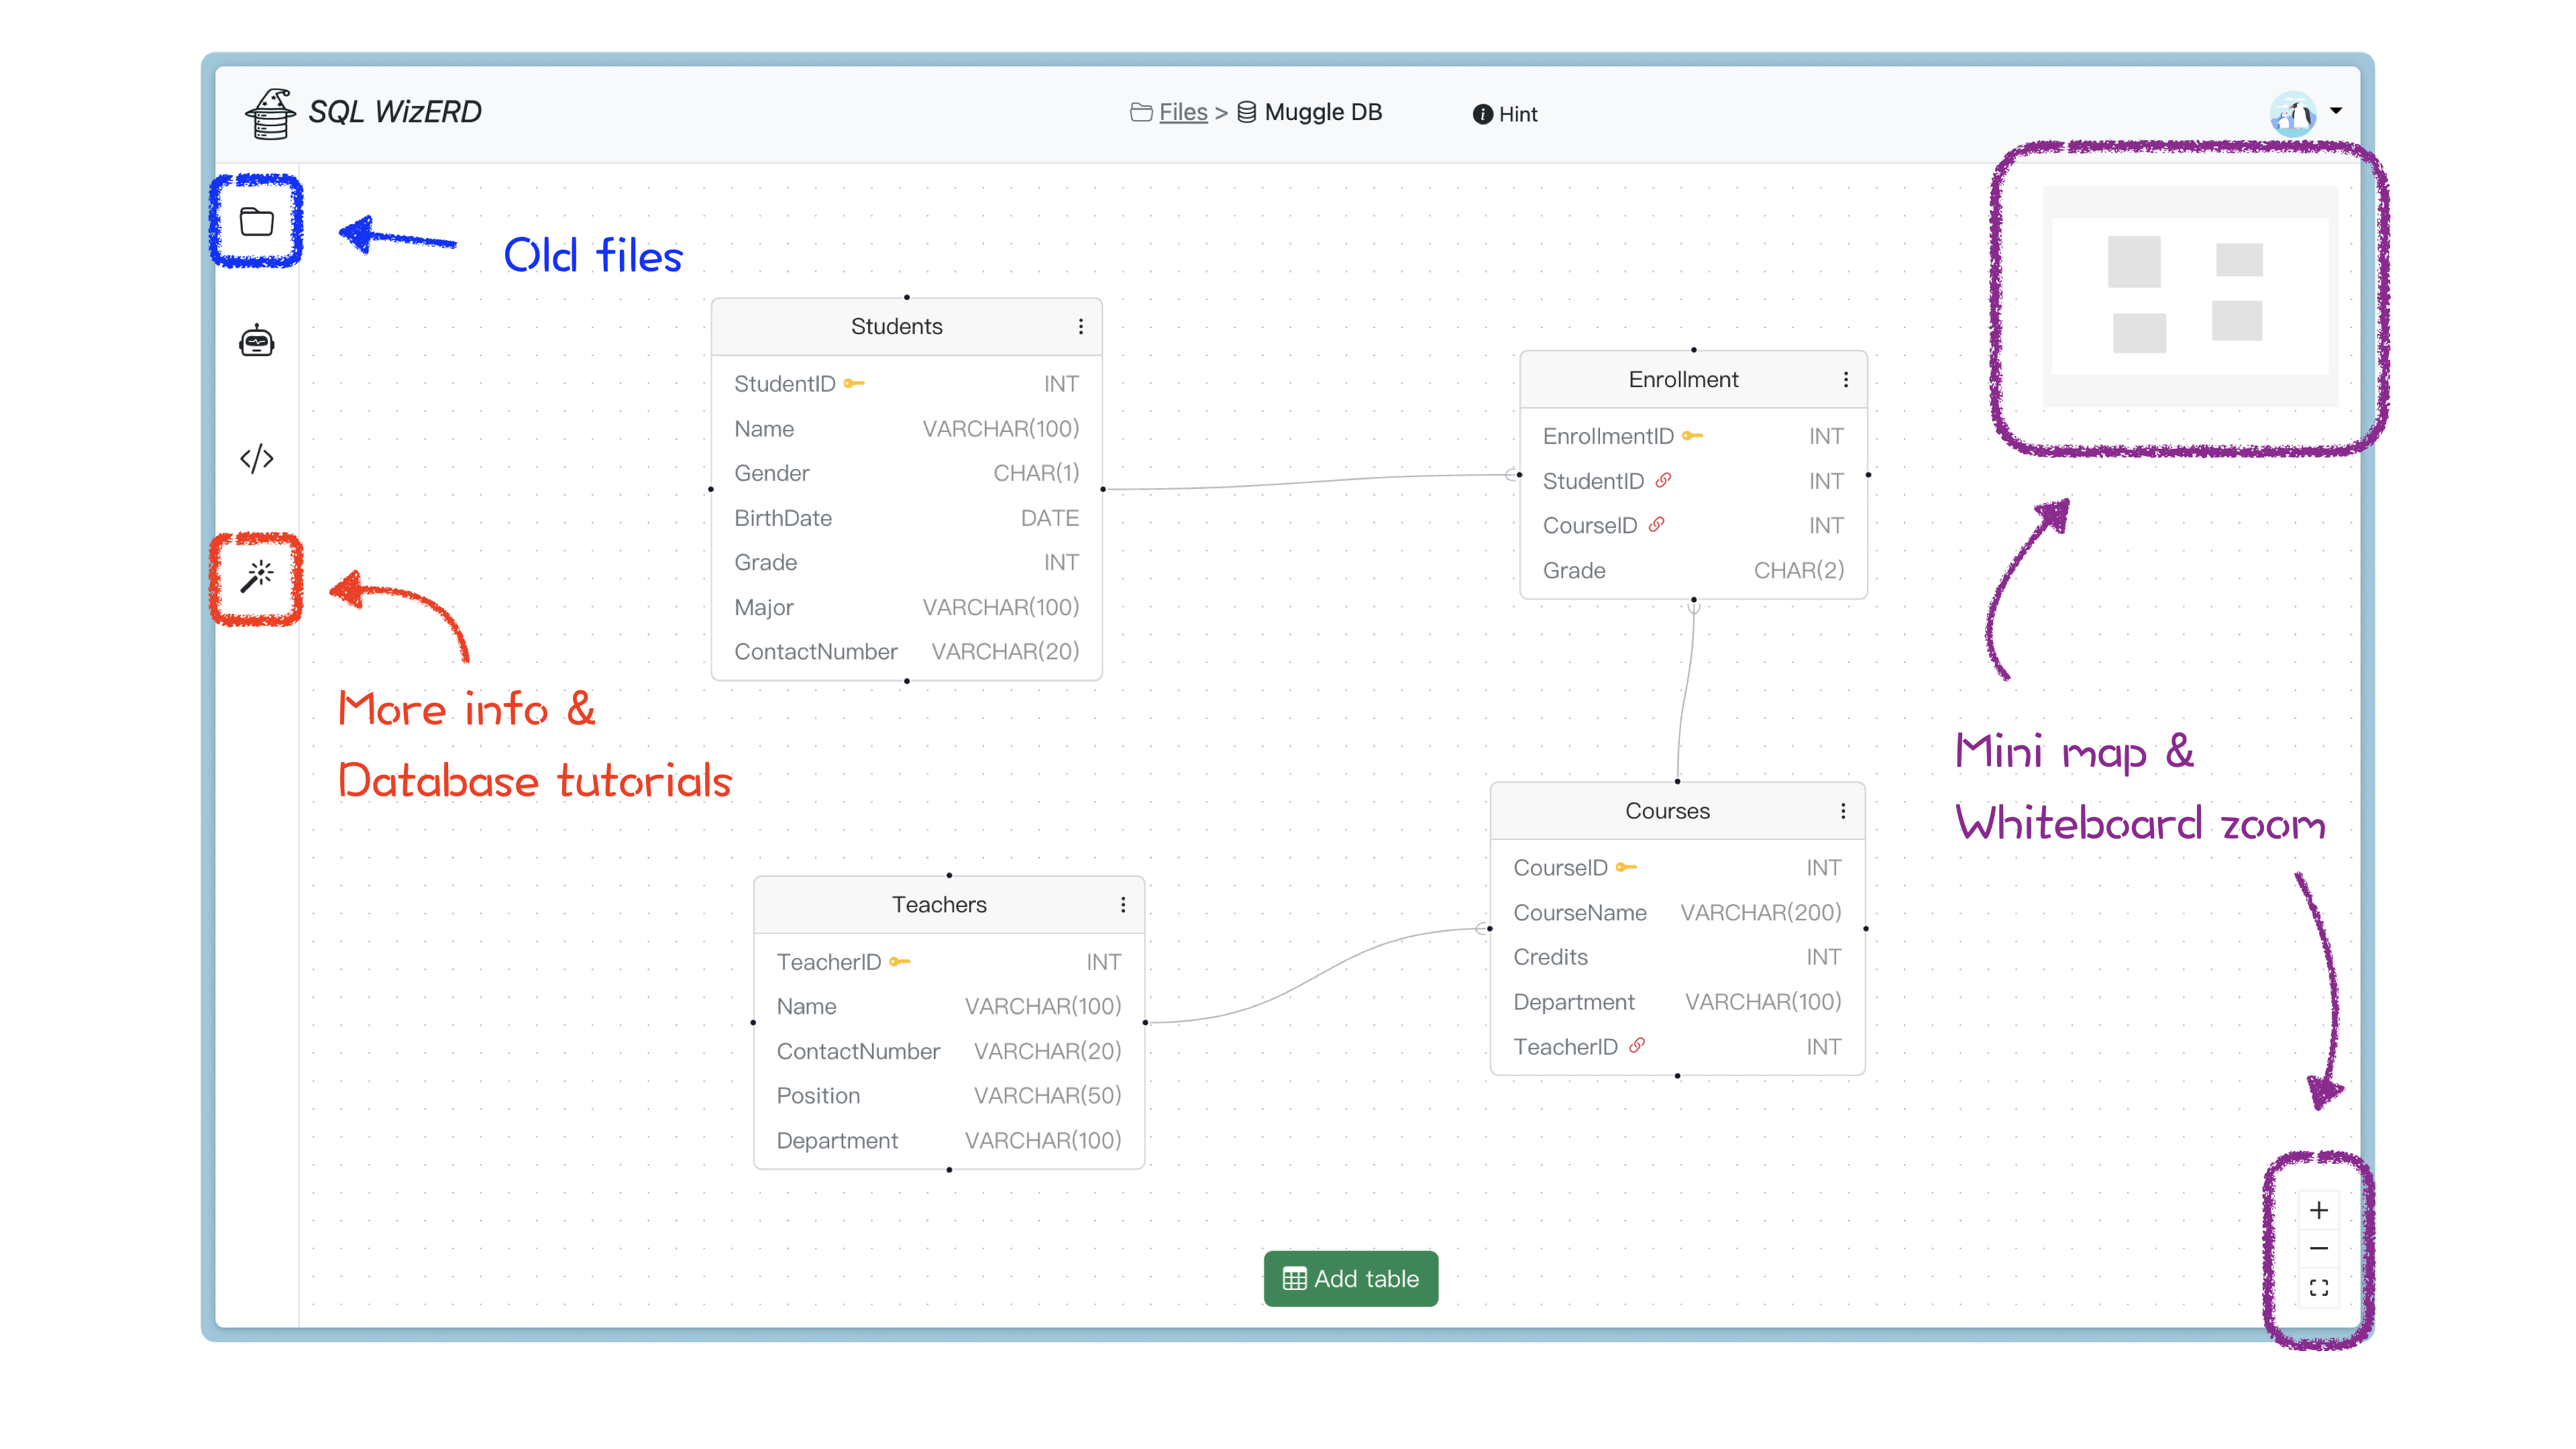 SQL WizERD
Files > Muggle DB
Hint
Old files
Students
StudentID INT
Name VARCHAR(100)
Gender CHAR(1)
BirthDate DATE
Grade INT
Major VARCHAR(100)
ContactNumber VARCHAR(20)
Enrollment
EnrollmentID INT
StudentID INT
CourseID INT
Grade CHAR(2)
More info &
Database tutorials
Mini map &
Whiteboard zoom
Teachers
TeacherID INT
Name VARCHAR(100)
ContactNumber VARCHAR(20)
Position VARCHAR(50)
Department VARCHAR(100)
Courses
CourseID INT
CourseName VARCHAR(200)
Credits INT
Department VARCHAR(100)
TeacherID INT
Add table